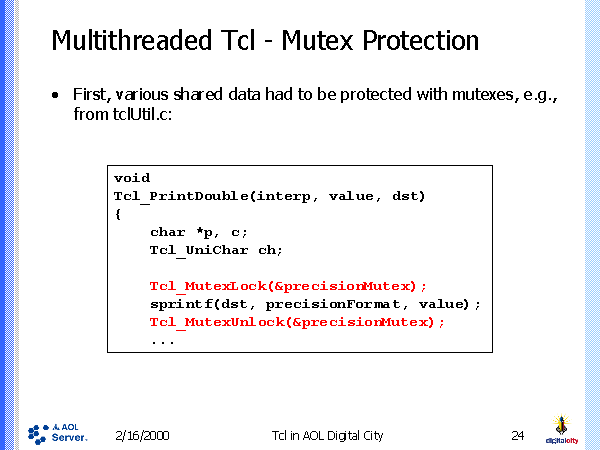 Multithreaded Tcl - Mutex Protection
• First, various shared data had to be protected with mutexes, e.g.,
from tclUtil.c:
void
Tcl_PrintDouble(interp, value, dst)
{
char *p, c;
Tcl_UniChar ch;
Tcl_MutexLock(&precisionMutex);
sprintf(dst, precisionFormat, value);
Tcl_MutexUnlock(&precisionMutex);
...
AOL
Server.
2/16/2000
Tcl in AOL Digital City
24
digitalcity